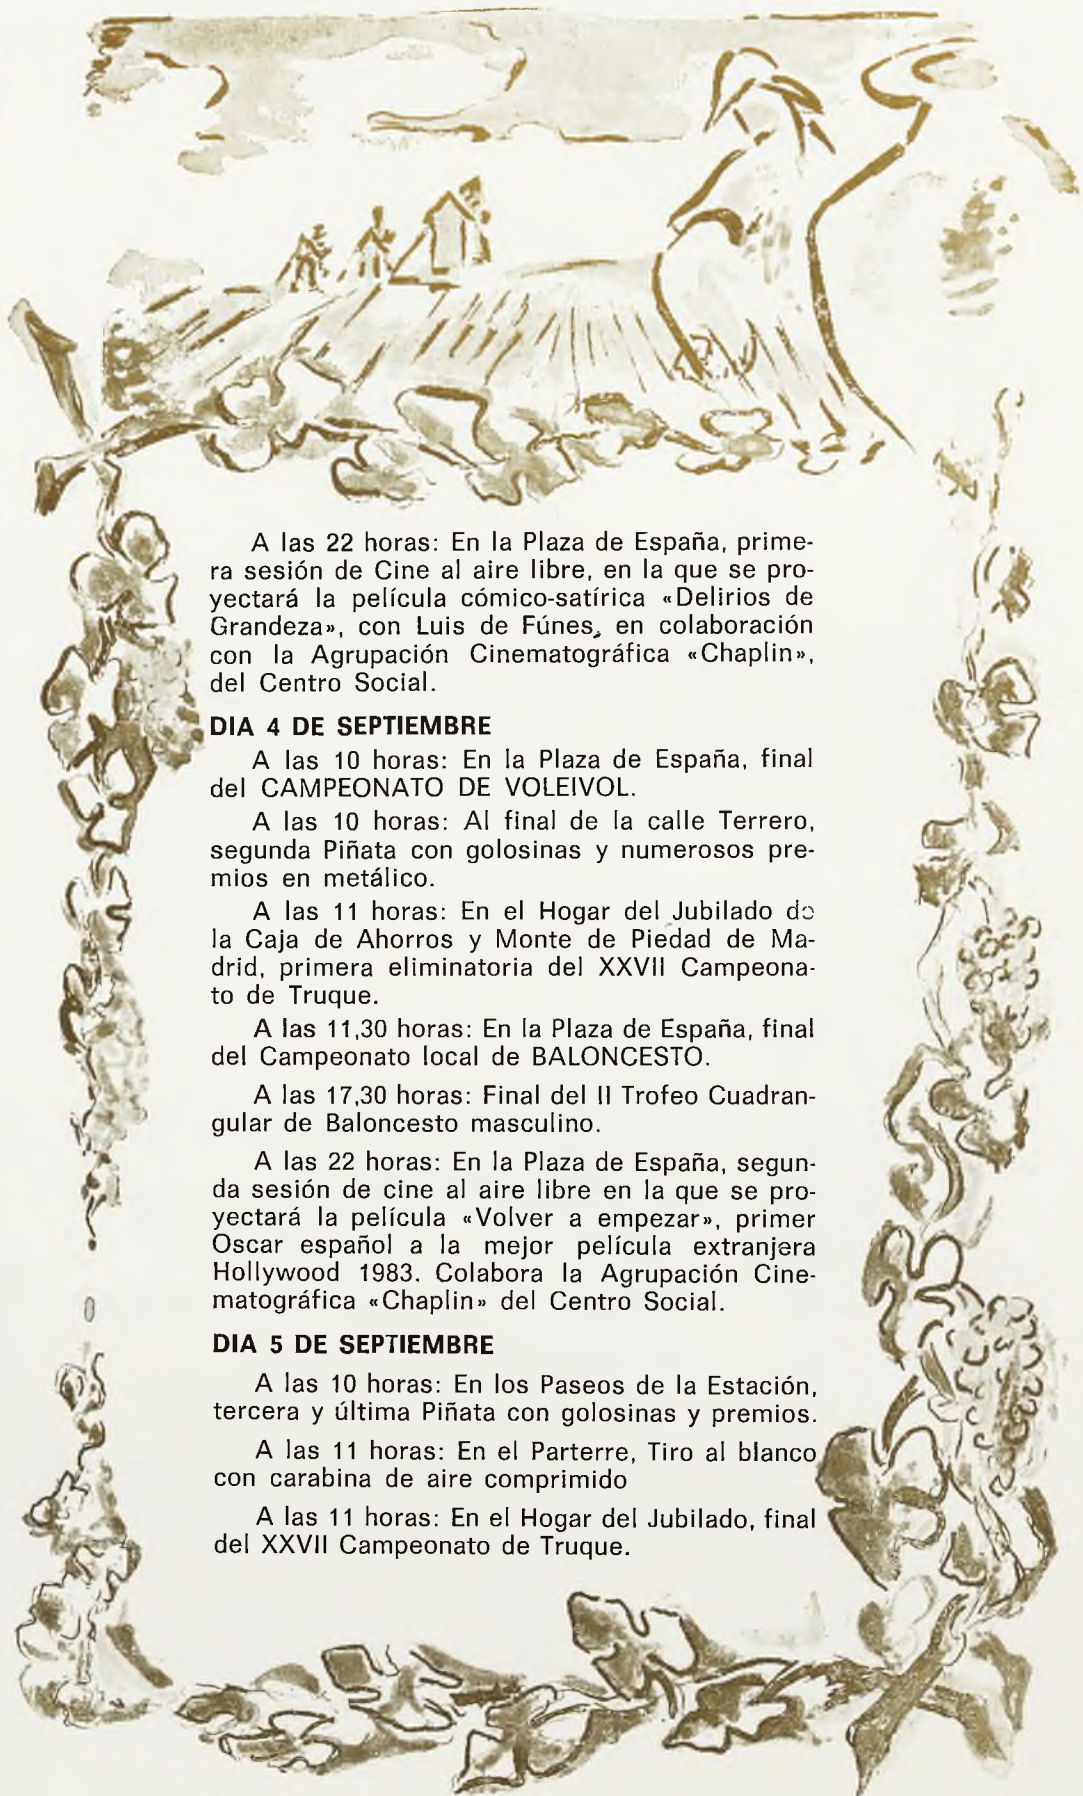 A las 22 horas: En la Plaza de España, prime-
ra sesión de Cine al aire libre, en la que se pro-
yectará la película cómico-satírica «Delirios de
Grandeza», con Luis de Fúnes, en colaboración
con la Agrupación Cinematográfica «Chaplin»,
del Centro Social.
DIA 4 DE SEPTIEMBRE
A las 10 horas: En la Plaza de España, final
del CAMPEONATO DE VOLEIVOL.
A las 10 horas: Al final de la calle Terrero,
segunda Piñata con golosinas y numerosos pre-
mios en metálico.
A las 11 horas: En el Hogar del Jubilado de
la Caja de Ahorros y Monte de Piedad de Ma-
drid, primera eliminatoria del XXVII Campeona-
to de Truque.
A las 11,30 horas: En la Plaza de España, final
del Campeonato local de BALONCESTO.
A las 17,30 horas: Final del II Trofeo Cuadran-
gular de Baloncesto masculino.
A las 22 horas: En la Plaza de España, segun-
da sesión de cine al aire libre en la que se pro-
yectará la película «Volver a empezar», primer
Oscar español a la mejor película extranjera
Hollywood 1983. Colabora la Agrupación Cine-
matográfica «Chaplin» del Centro Social.
DIA 5 DE SEPTIEMBRE
A las 10 horas: En los Paseos de la Estación,
tercera y última Piñata con golosinas y premios.
A las 11 horas: En el Parterre, Tiro al blanco
con carabina de aire comprimido
A las 11 horas: En el Hogar del Jubilado, final
del XXVII Campeonato de Truque.